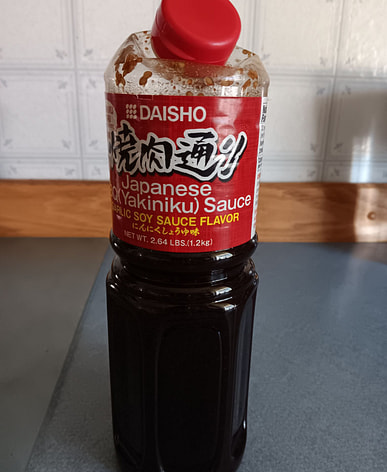 DAISHO
焼肉通り
Japanese
(Yakiniku) Sauce
GARLIC SOY SAUCE FLAVOR
にんにくしょうゆ味
NET WT. 2.64 LBS.(1.2kg)